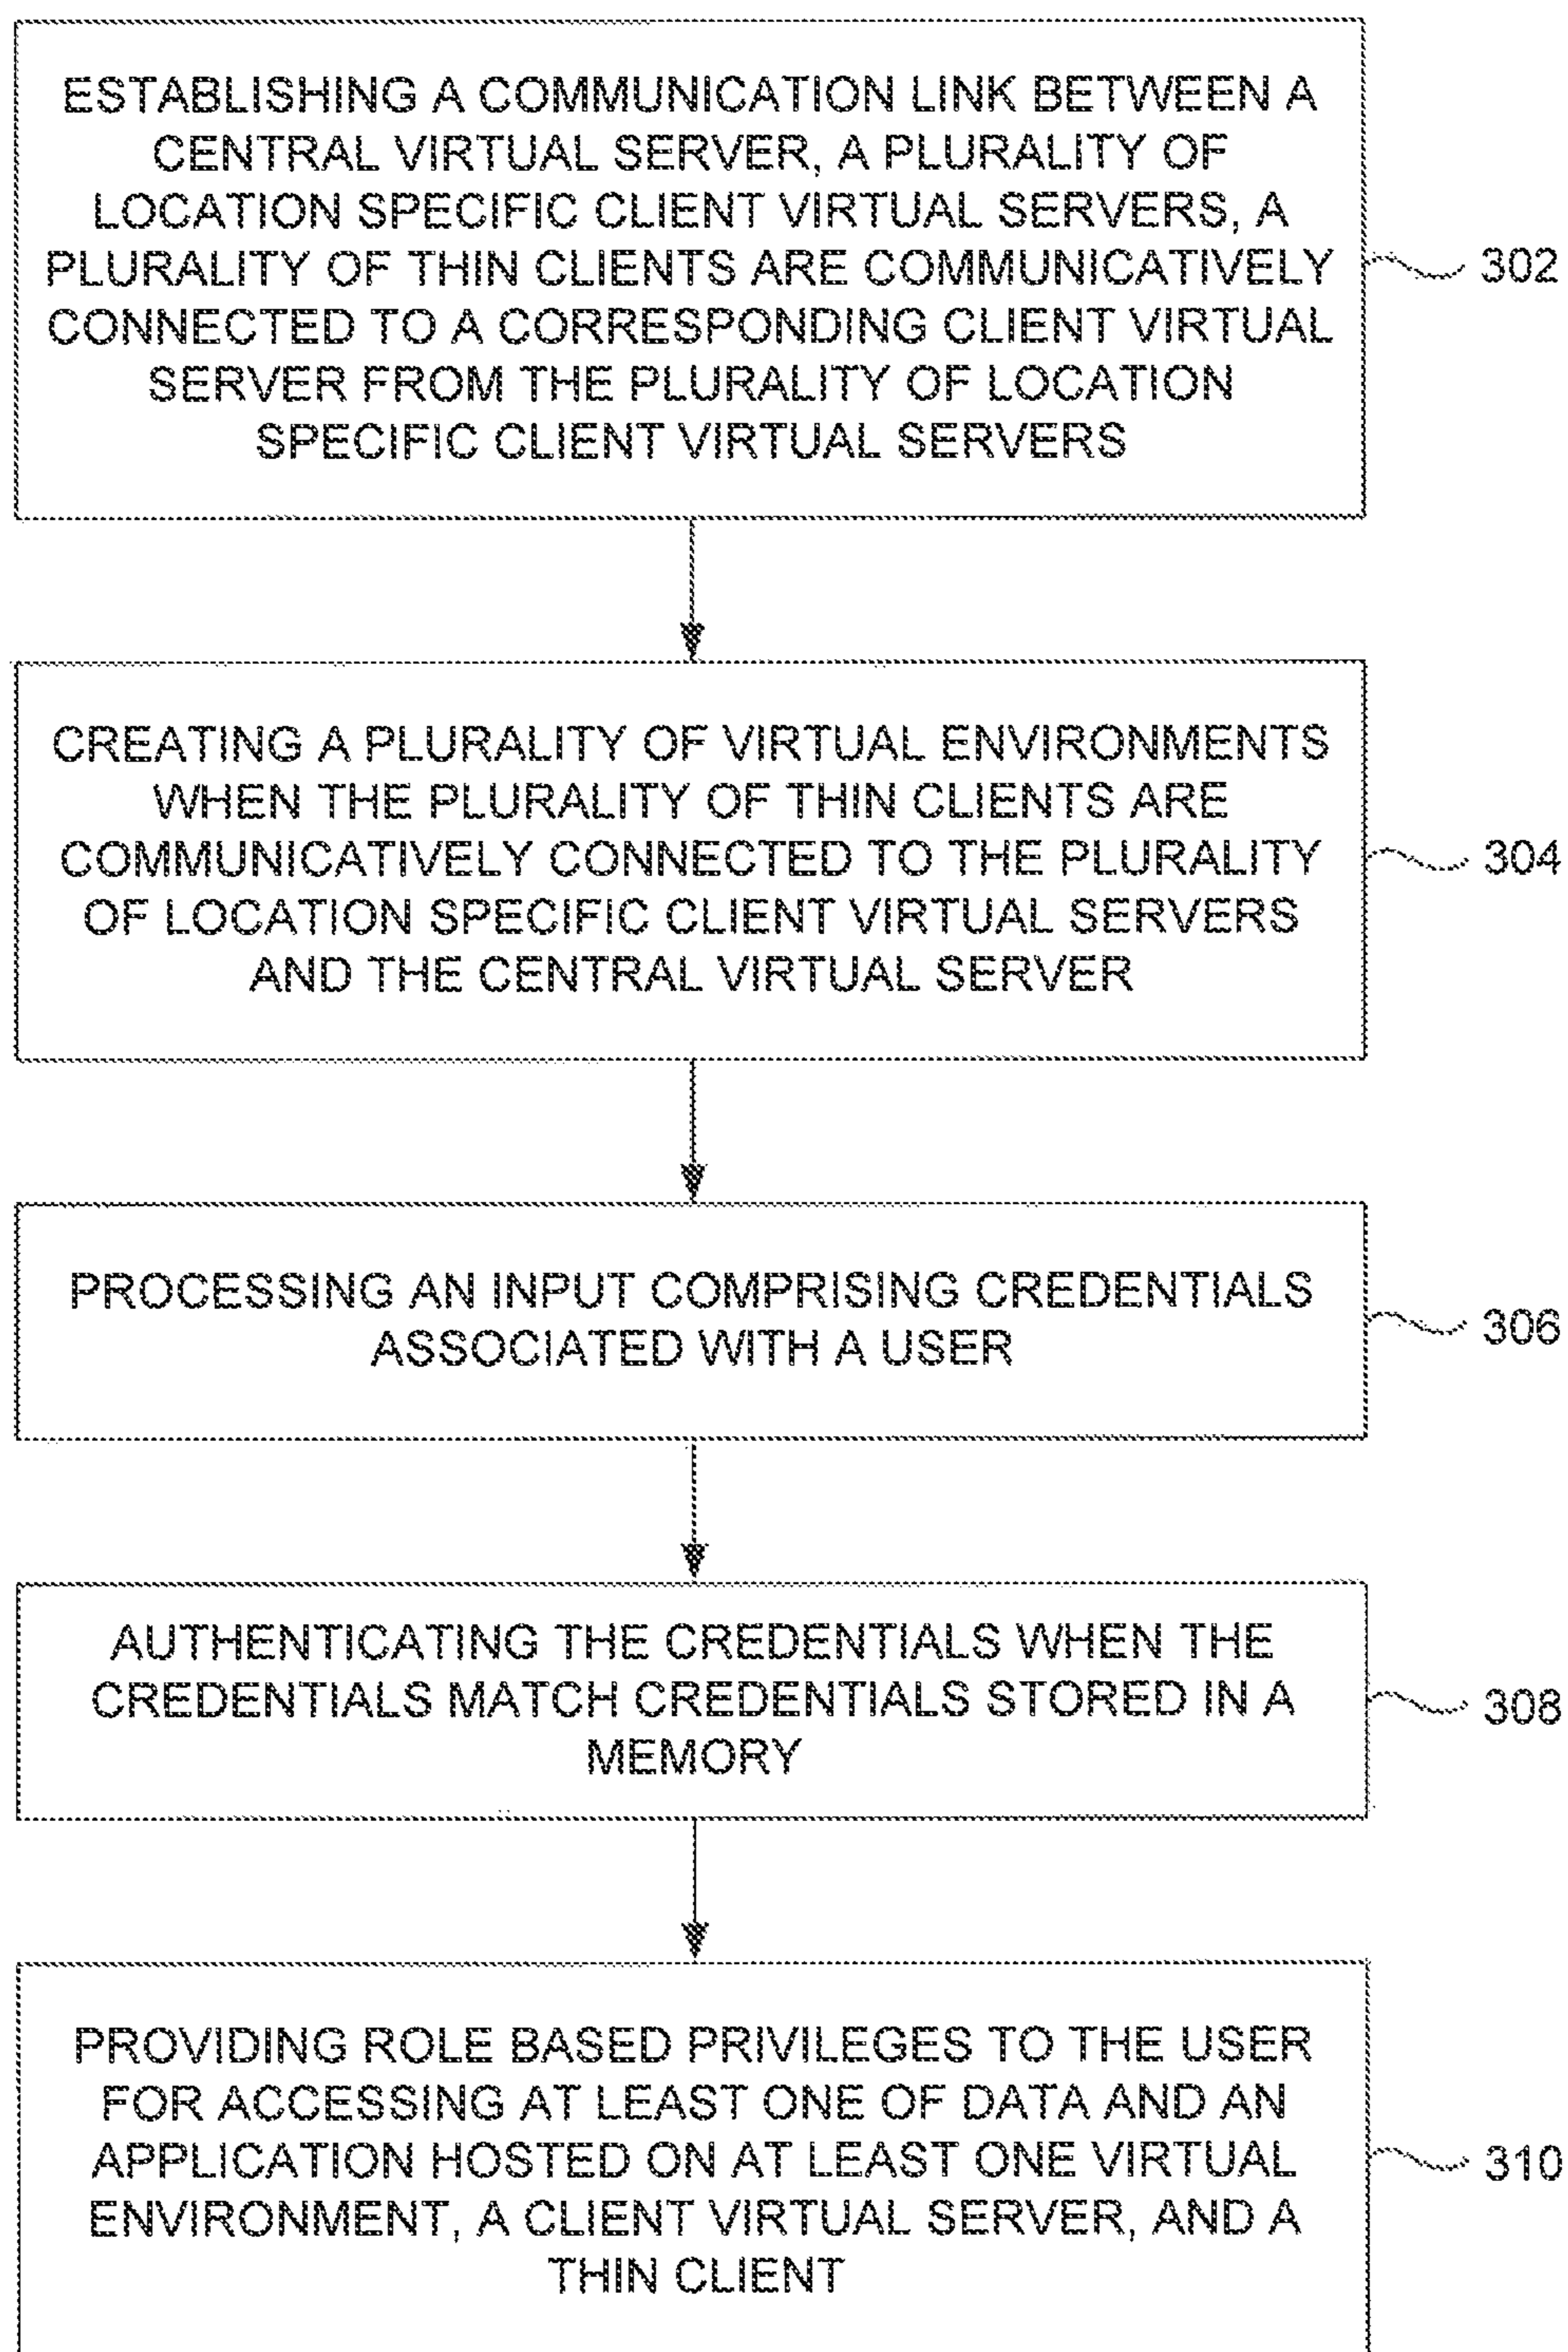 ESTABLISHING A COMMUNICATION LINK BETWEEN A
CENTRAL VIRTUAL SERVER, A PLURALITY OF
LOCATION SPECIFIC CLIENT VIRTUAL SERVERS, A
PLURALITY OF THIN CLIENTS ARE COMMUNICATIVELY
CONNECTED TO A CORRESPONDING CLIENT VIRTUAL
SERVER FROM THE PLURALITY OF LOCATION
SPECIFIC CLIENT VIRTUAL SERVERS
302
CREATING A PLURALITY OF VIRTUAL ENVIRONMENTS
WHEN THE PLURALITY OF THIN CLIENTS ARE
COMMUNICATIVELY CONNECTED TO THE PLURALITY
OF LOCATION SPECIFIC CLIENT VIRTUAL SERVERS
AND THE CENTRAL VIRTUAL SERVER
304
PROCESSING AN INPUT COMPRISING CREDENTIALS
ASSOCIATED WITH A USER
306
AUTHENTICATING THE CREDENTIALS WHEN THE
CREDENTIALS MATCH CREDENTIALS STORED IN A
MEMORY
308
PROVIDING ROLE BASED PRIVILEGES TO THE USER
FOR ACCESSING AT LEAST ONE OF DATA AND AN
APPLICATION HOSTED ON AT LEAST ONE VIRTUAL
ENVIRONMENT, A CLIENT VIRTUAL SERVER, AND A
THIN CLIENT
310